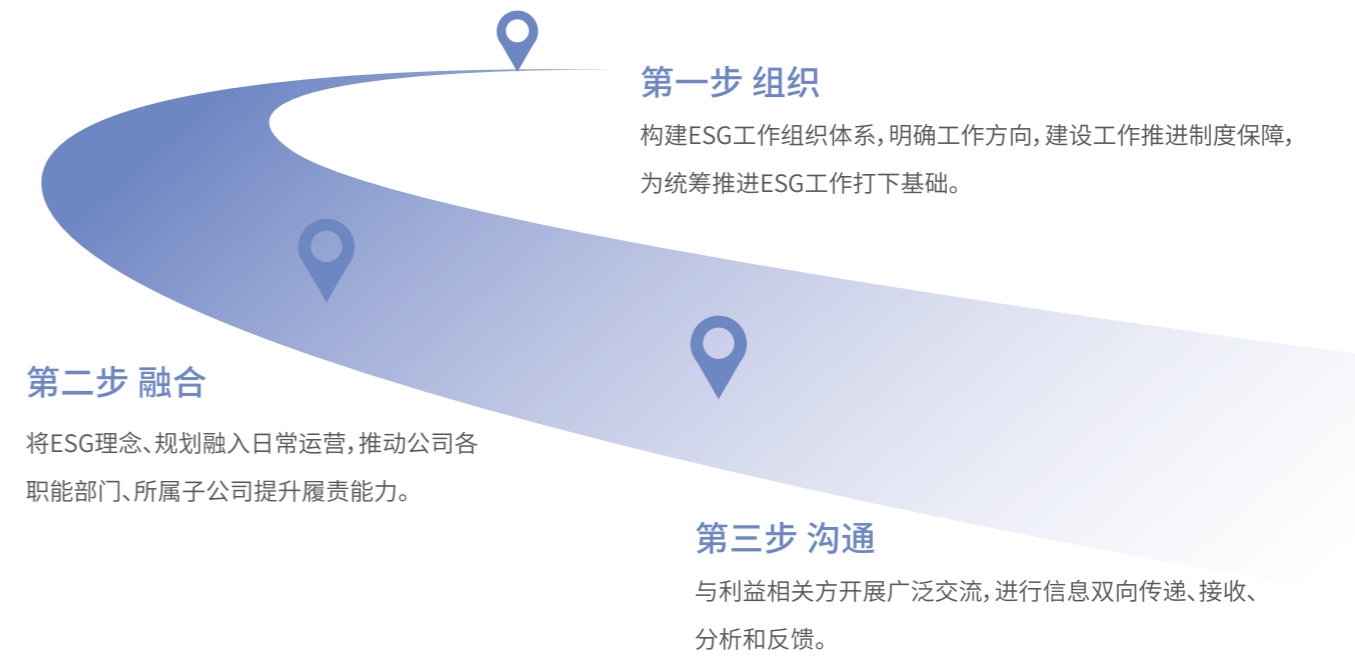 第一步 组织
构建ESG工作组织体系，明确工作方向，建设工作推进制度保障，
为统筹推进ESG工作打下基础。
第二步 融合
将ESG理念、规划融入日常运营，推动公司各
职能部门、所属子公司提升履责能力。
第三步 沟通
与利益相关方开展广泛交流，进行信息双向传递、接收、
分析和反馈。